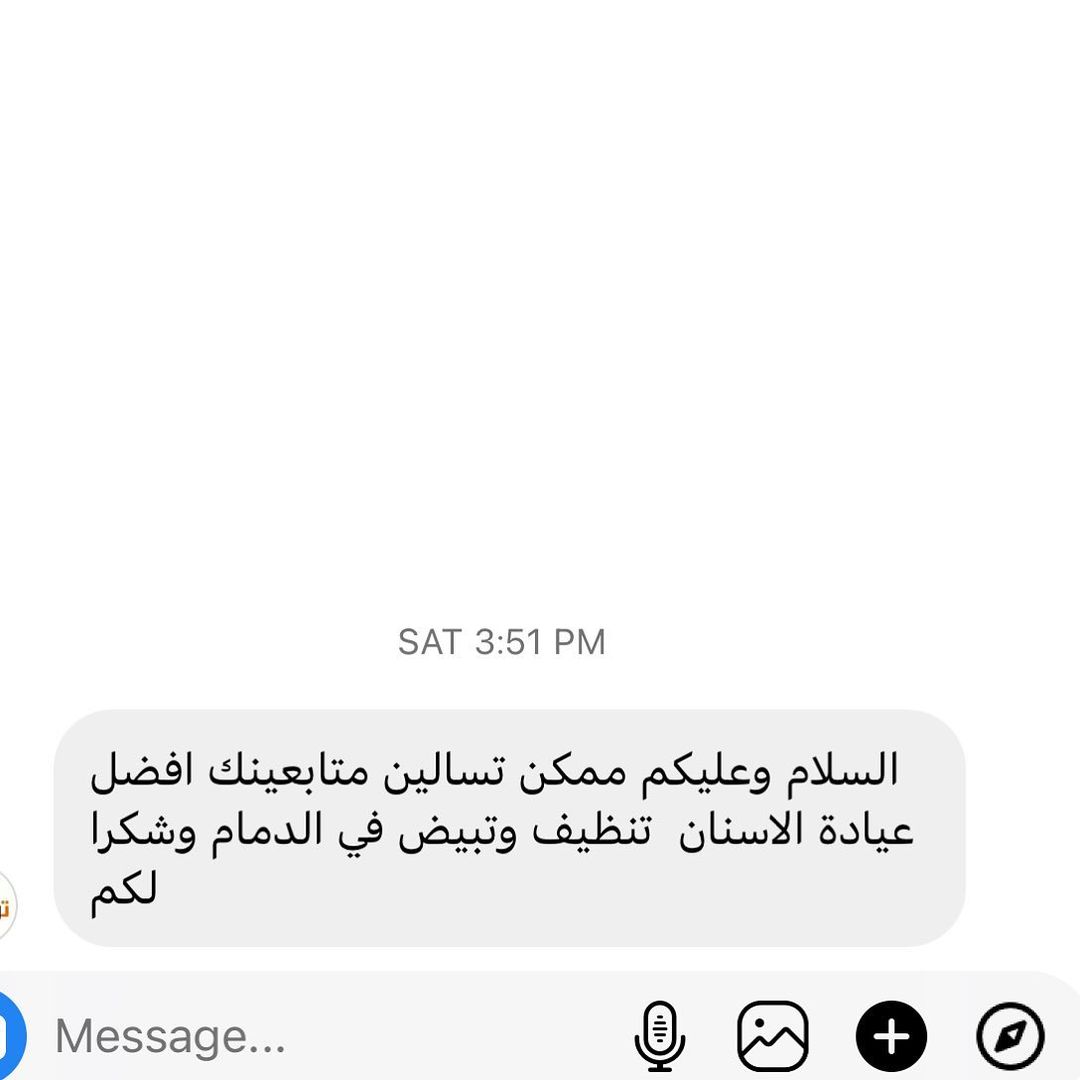 SAT 3:51 PM
السلام وعليكم ممكن تسالين متابعينك افضل
عيادة الاسنان  تنظيف وتبيض في الدمام وشكرا
لكم
Message...